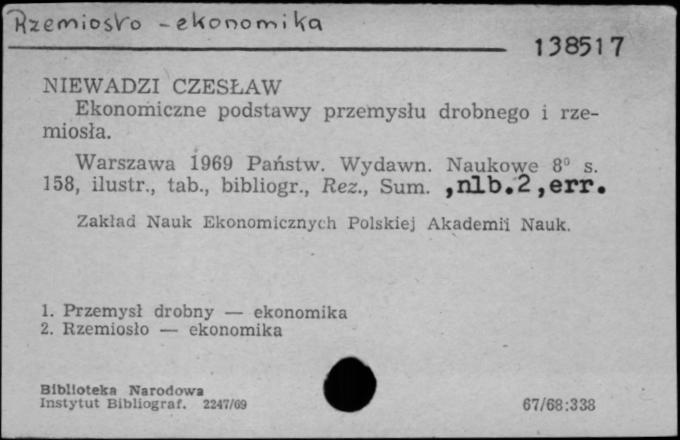 Rzemiosło - ekonomika
138517
NIEWADZI CZESŁAW
Ekonomiczne podstawy przemysłu drobnego i rze-
miosła.
Warszawa 1969 Państw. Wydawn. Naukowe 8⁰ s.
158, ilustr., tab., bibliogr., Rez., Sum. ,nlb.2,err.
Zakład Nauk Ekonomicznych Polskiej Akademii Nauk.
1. Przemysł drobny — ekonomika
2. Rzemiosło — ekonomika
Biblioteka Narodowa
Instytut Bibliograf. 2247/69
67/68:338